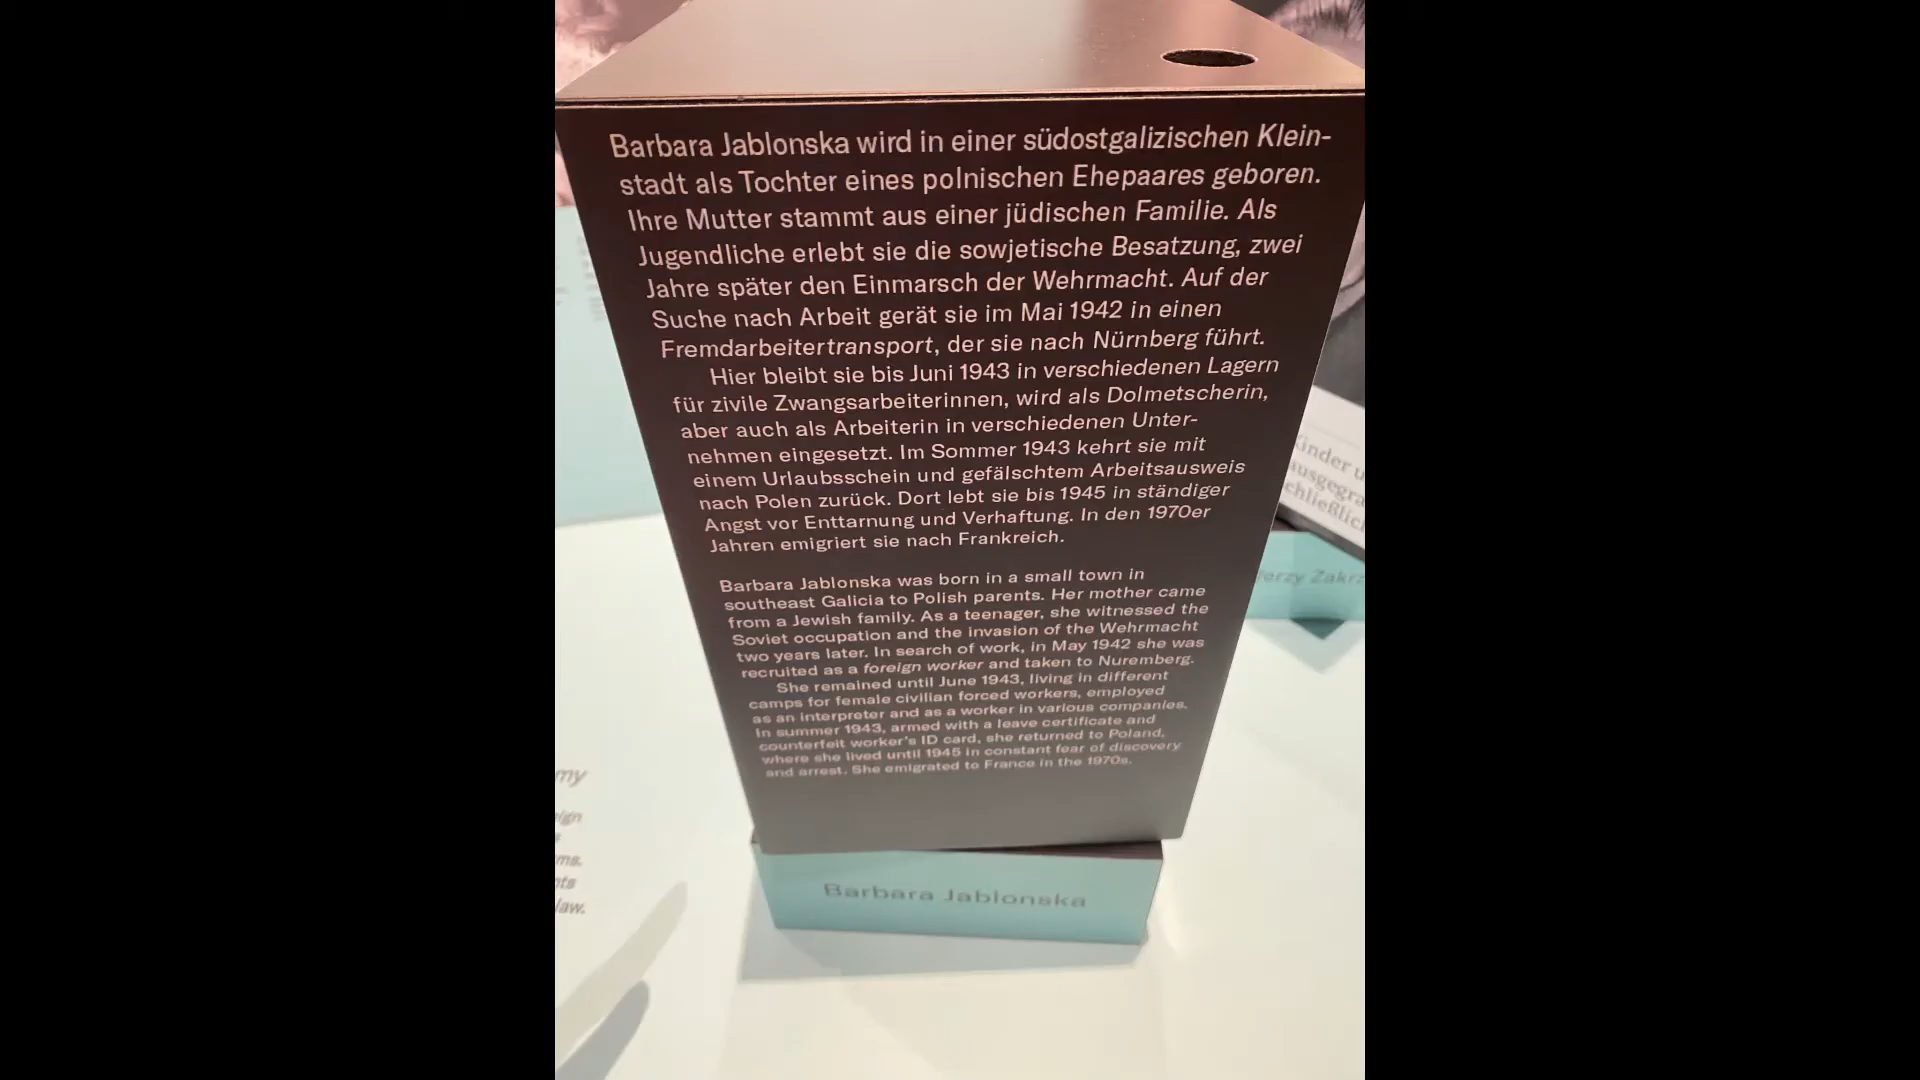 Barbara Jablonska wird in einer südostgalizischen Klein-
stadt als Tochter eines polnischen Ehepaares geboren.
Ihre Mutter stammt aus einer jüdischen Familie. Als
Jugendliche erlebt sie die sowjetische Besatzung, zwei
Jahre später den Einmarsch der Wehrmacht. Auf der
Suche nach Arbeit gerät sie im Mai 1942 in einen
Fremdarbeitertransport, der sie nach Nürnberg führt.
Hier bleibt sie bis Juni 1943 in verschiedenen Lagern
für zivile Zwangsarbeiterinnen, wird als Dolmetscherin,
aber auch als Arbeiterin in verschiedenen Unter-
nehmen eingesetzt. Im Sommer 1943 kehrt sie mit
einem Urlaubsschein und gefälschtem Arbeitsausweis
nach Polen zurück. Dort lebt sie bis 1945 in ständiger
Angst vor Enttarnung und Verhaftung. In den 1970er
Jahren emigriert sie nach Frankreich.
Barbara Jablonska was born in a small town in
southeast Galicia to Polish parents. Her mother came
from a Jewish family. As a teenager, she witnessed the
Soviet occupation and the invasion of the Wehrmacht
two years later. In search of work, in May 1942 she was
recruited as a foreign worker and taken to Nuremberg.
She remained until June 1943, living in different
camps for female civilian forced workers, employed
as an interpreter and as a worker in various companies.
In summer 1943, armed with a leave certificate and
counterfeit worker's ID card, she returned to Poland,
where she lived until 1945 in constant fear of discovery
and arrest. She emigrated to France in the 1970s.
Barbara Jablonska
Kinder
Jerzy
law.